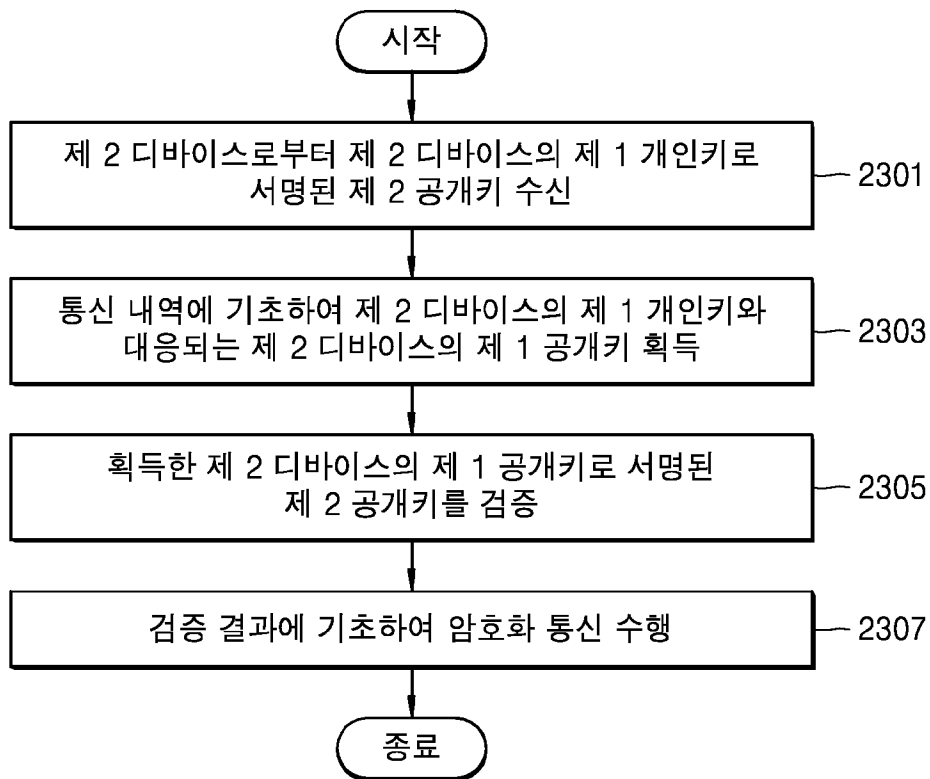 시작
제 2 디바이스로부터 제 2 디바이스의 제 1 개인키로
서명된 제 2 공개키 수신
2301
통신 내역에 기초하여 제 2 디바이스의 제 1 개인키와
대응되는 제 2 디바이스의 제 1 공개키 획득
2303
획득한 제 2 디바이스의 제 1 공개키로 서명된
제 2 공개키를 검증
2305
검증 결과에 기초하여 암호화 통신 수행
2307
종료